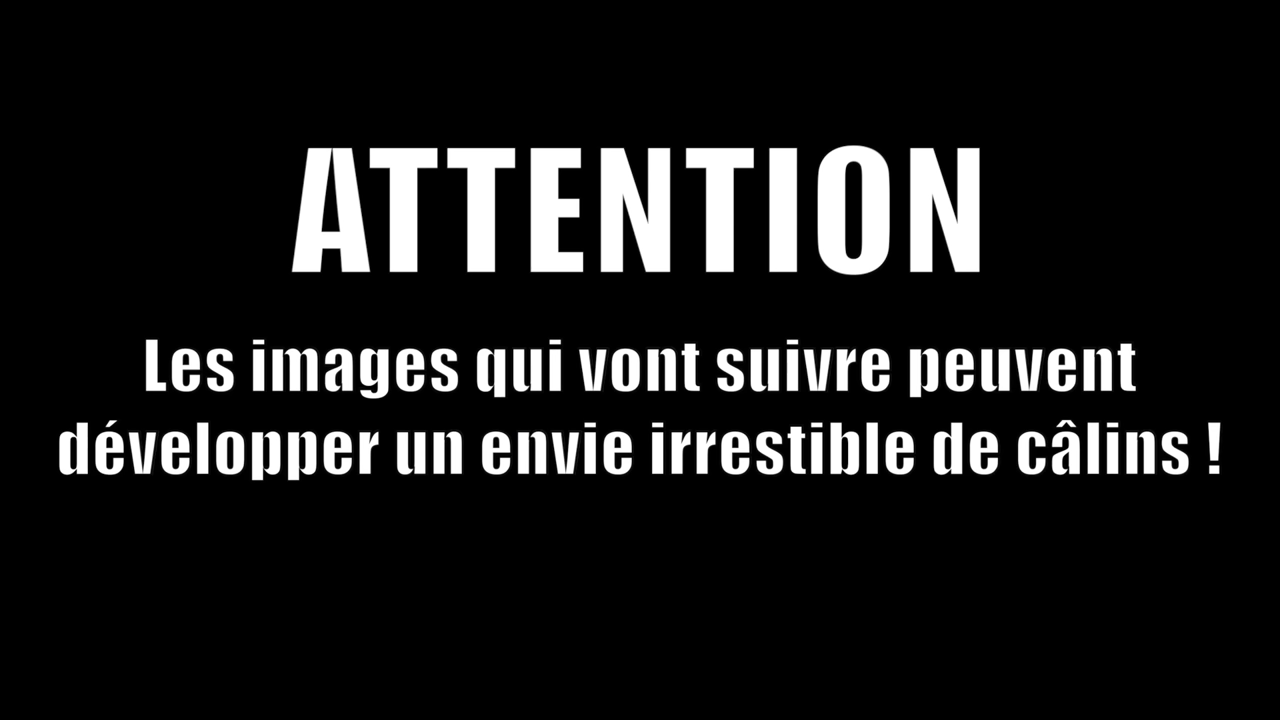 ATTENTION
Les images qui vont suivre peuvent
développer un envie irrestible de câlins !